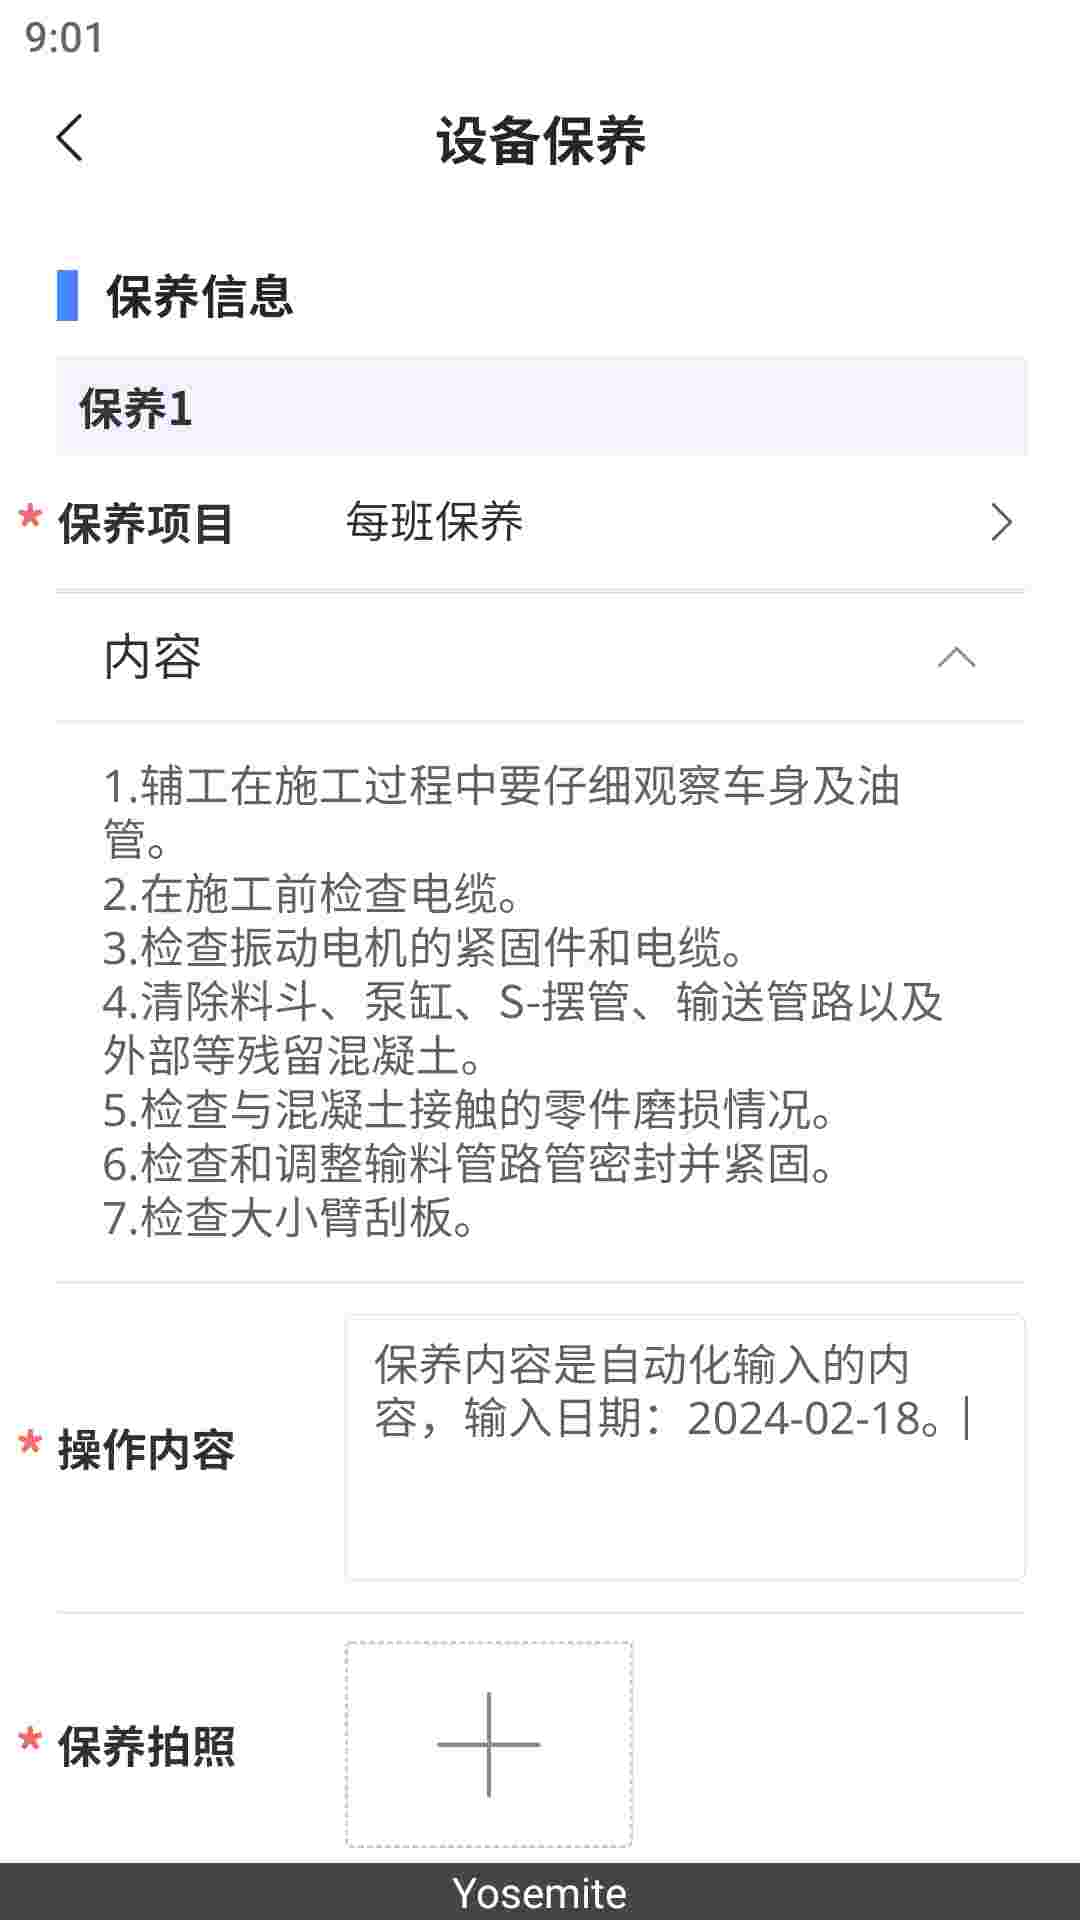 9:01
设备保养
保养信息
保养1
* 保养项目 每班保养
内容
1.辅工在施工过程中要仔细观察车身及油
管。
2.在施工前检查电缆。
3.检查振动电机的紧固件和电缆。
4.清除料斗、泵缸、S-摆管、输送管路以及
外部等残留混凝土。
5.检查与混凝土接触的零件磨损情况。
6.检查和调整输料管路管密封并紧固。
7.检查大小臂刮板。
保养内容是自动化输入的内
容，输入日期：2024-02-18。
* 操作内容
* 保养拍照
Yosemite